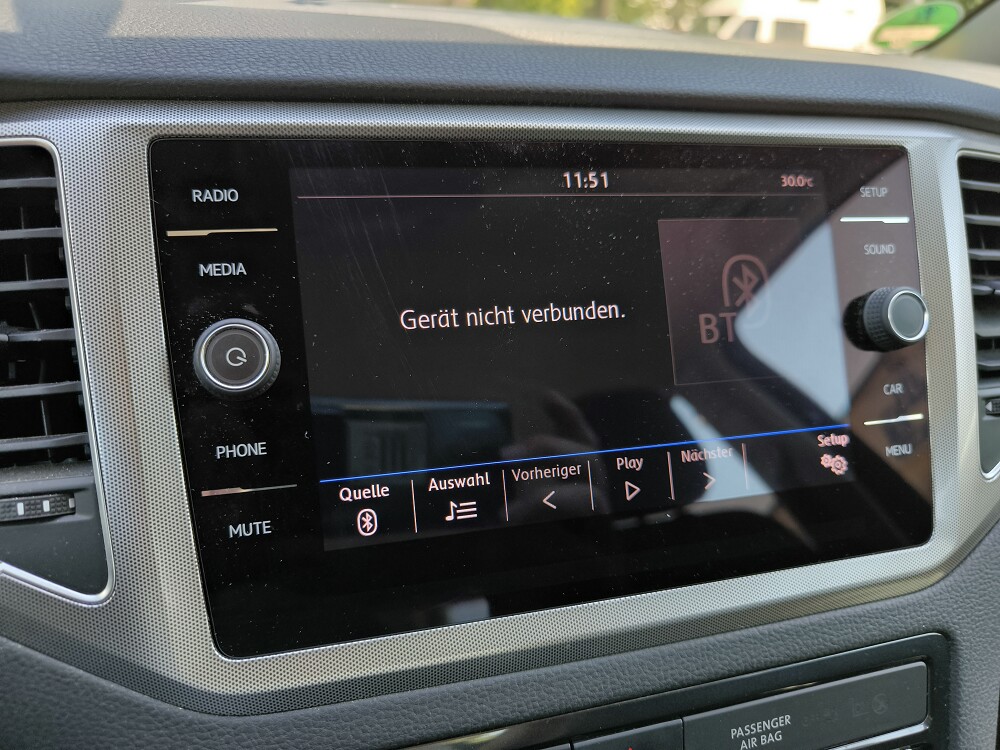 RADIO
MEDIA
PHONE
MUTE
11:51
30.0°C
Gerät nicht verbunden.
BT
Quelle
Auswahl
Vorheriger
Play
Nächster
Setup
SETUP
SOUND
CAR
MENU
PASSENGER
AIR BAG